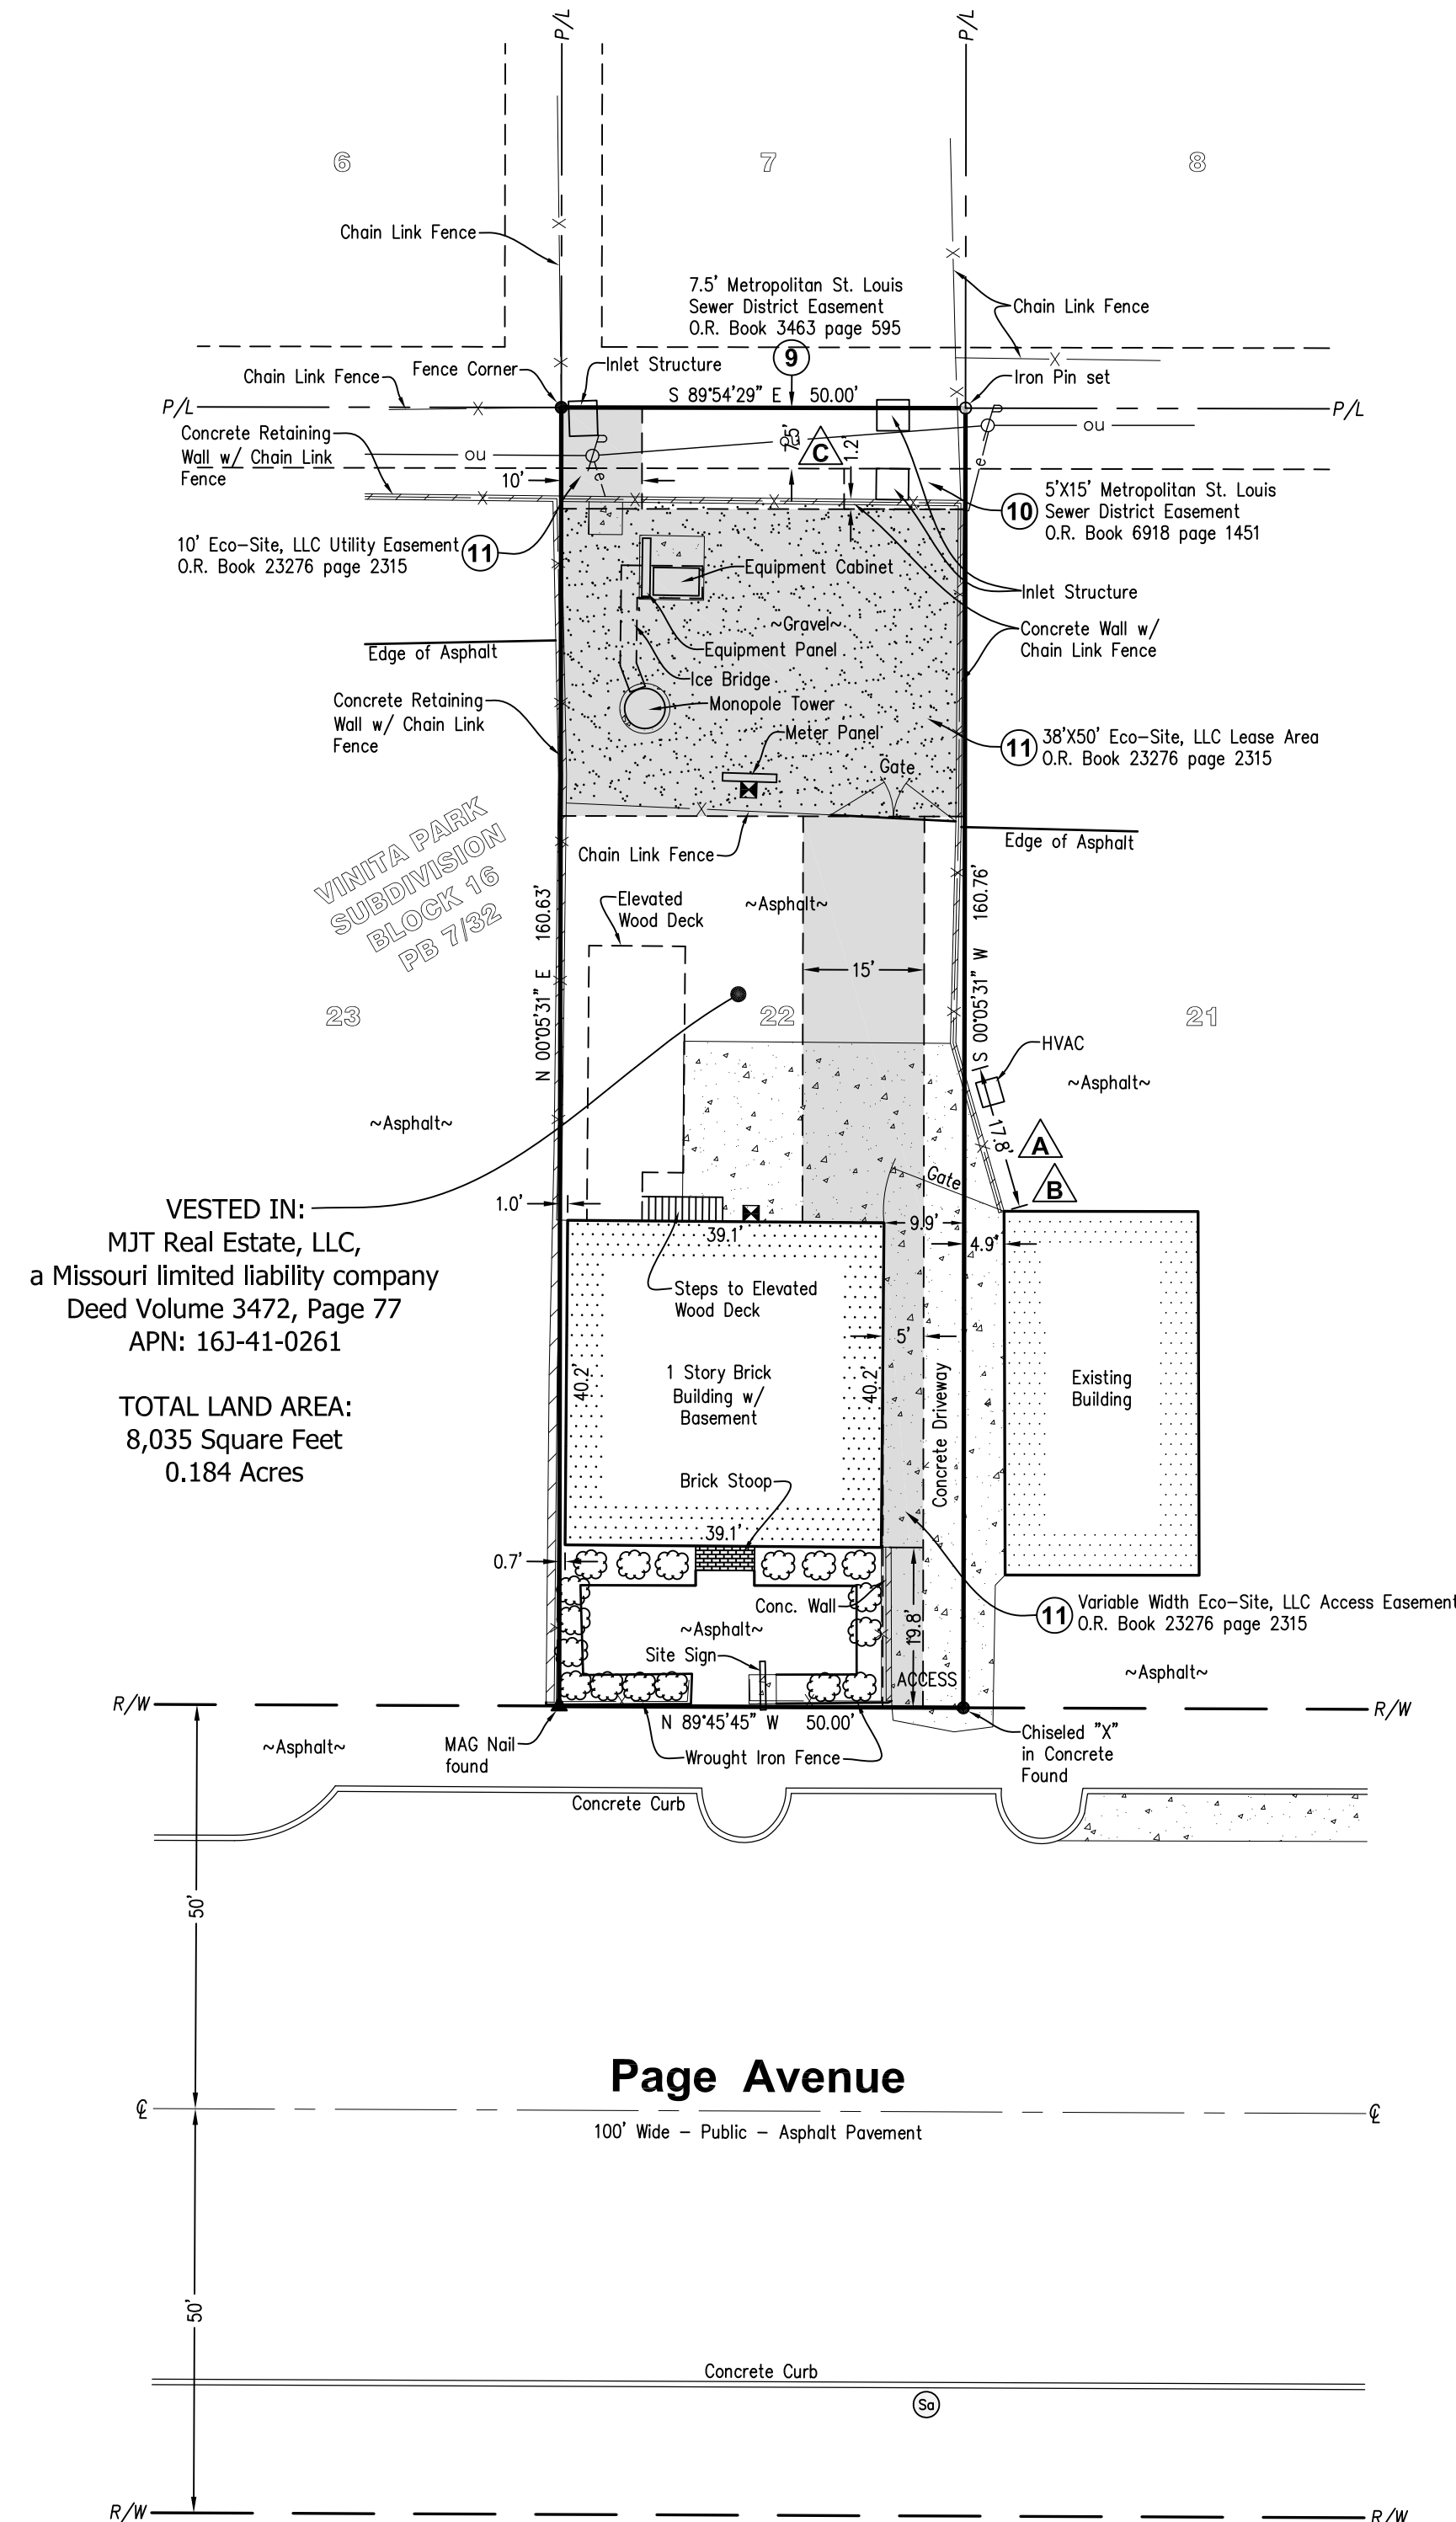 P/L
P/L
6
7
8
Chain Link Fence
7.5' Metropolitan St. Louis
Sewer District Easement
O.R. Book 3463 page 595
Chain Link Fence
9
Inlet Structure
Fence Corner
Chain Link Fence
Iron Pin set
S 89°54'29" E 50.00'
P/L
P/L
Concrete Retaining
Wall w/ Chain Link
Fence
ou
ou
ou
p
p
e
e
7.5'
C
1.2'
10'
10
5'X15' Metropolitan St. Louis
Sewer District Easement
O.R. Book 6918 page 1451
10' Eco-Site, LLC Utility Easement
O.R. Book 23276 page 2315
11
Equipment Cabinet
Inlet Structure
~Gravel~
Concrete Wall w/
Chain Link Fence
Edge of Asphalt
Equipment Panel
Ice Bridge
Concrete Retaining
Wall w/ Chain Link
Fence
Monopole Tower
Meter Panel
11
38'X50' Eco-Site, LLC Lease Area
O.R. Book 23276 page 2315
Gate
VINITA PARK
SUBDIVISION
BLOCK 16
PB 7/32
Chain Link Fence
Edge of Asphalt
Elevated
Wood Deck
~Asphalt~
N 00°05'31" E 160.63'
S 00°05'31" W 160.76'
15'
23
22
21
HVAC
~Asphalt~
~Asphalt~
17.8'
A
B
Gate
VESTED IN:
MJT Real Estate, LLC,
a Missouri limited liability company
Deed Volume 3472, Page 77
APN: 16J-41-0261
1.0'
39.1'
9.9'
4.9'
Steps to Elevated
Wood Deck
5'
40.2'
1 Story Brick
Building w/
Basement
40.2'
Concrete Driveway
Existing
Building
TOTAL LAND AREA:
8,035 Square Feet
0.184 Acres
Brick Stoop
39.1'
0.7'
Conc. Wall
~Asphalt~
Site Sign
19.8'
ACCESS
11
Variable Width Eco-Site, LLC Access Easement
O.R. Book 23276 page 2315
~Asphalt~
R/W
R/W
N 89°45'45" W 50.00'
~Asphalt~
MAG Nail
found
Wrought Iron Fence
Chiseled "X"
in Concrete
Found
Concrete Curb
50'
Page Avenue
℄
℄
100' Wide - Public - Asphalt Pavement
50'
Concrete Curb
Sa
R/W
R/W